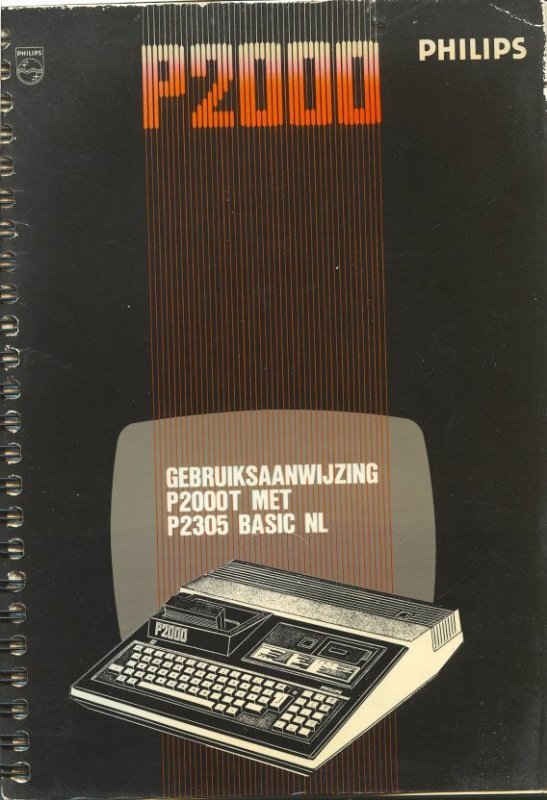 PHILIPS
P2000
PHILIPS
GEBRUIKSAANWIJZING
P2000T MET
P2305 BASIC NL
P2000
PHILIPS